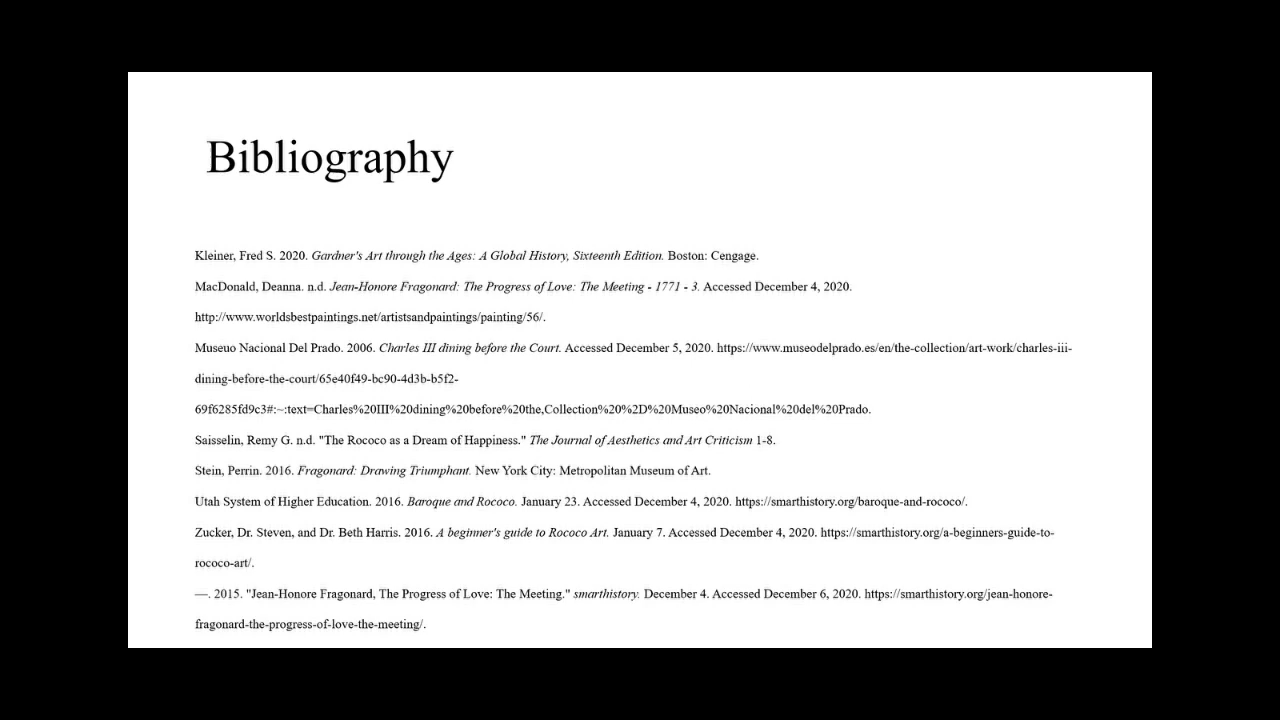 Bibliography
Kleiner, Fred S. 2020. Gardner's Art through the Ages: A Global History, Sixteenth Edition. Boston: Cengage.
MacDonald, Deanna. n.d. Jean-Honore Fragonard: The Progress of Love: The Meeting - 1771 - 3. Accessed December 4, 2020.
http://www.worldsbestpaintings.net/artistsandpaintings/painting/56/.
Museuo Nacional Del Prado. 2006. Charles III dining before the Court. Accessed December 5, 2020. https://www.museodelprado.es/en/the-collection/art-work/charles-iii-
dining-before-the-court/65e40f49-bc90-4d3b-b5f2-
69f6285fd9c3#:~:text=Charles%20III%20dining%20before%20the,Collection%20%2D%20Museo%20Nacional%20del%20Prado.
Saisselin, Remy G. n.d. "The Rococo as a Dream of Happiness." The Journal of Aesthetics and Art Criticism 1-8.
Stein, Perrin. 2016. Fragonard: Drawing Triumphant. New York City: Metropolitan Museum of Art.
Utah System of Higher Education. 2016. Baroque and Rococo. January 23. Accessed December 4, 2020. https://smarthistory.org/baroque-and-rococo/.
Zucker, Dr. Steven, and Dr. Beth Harris. 2016. A beginner's guide to Rococo Art. January 7. Accessed December 4, 2020. https://smarthistory.org/a-beginners-guide-to-
rococo-art/.
—. 2015. "Jean-Honore Fragonard, The Progress of Love: The Meeting." smarthistory. December 4. Accessed December 6, 2020. https://smarthistory.org/jean-honore-
fragonard-the-progress-of-love-the-meeting/.